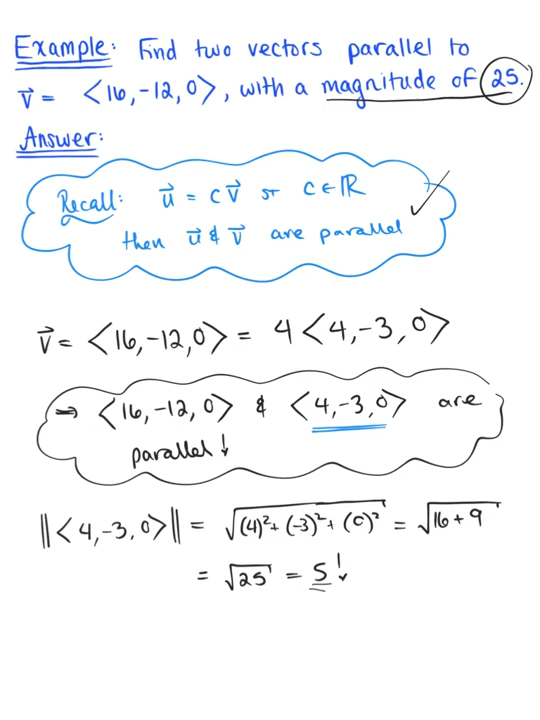 Example: Find two vectors parallel to
v⃗ = ⟨16,-12,0⟩, with a magnitude of 25.
Answer:
Recall: u⃗ = c v⃗ st c∈ℝ
then u⃗ & v⃗ are parallel
v⃗ = ⟨16,-12,0⟩ = 4⟨4,-3,0⟩
⇒ ⟨16,-12,0⟩ & ⟨4,-3,0⟩ are
parallel!
||⟨4,-3,0⟩|| = √((4)²+(-3)²+(0)²) = √(16+9)
= √25 = 5!